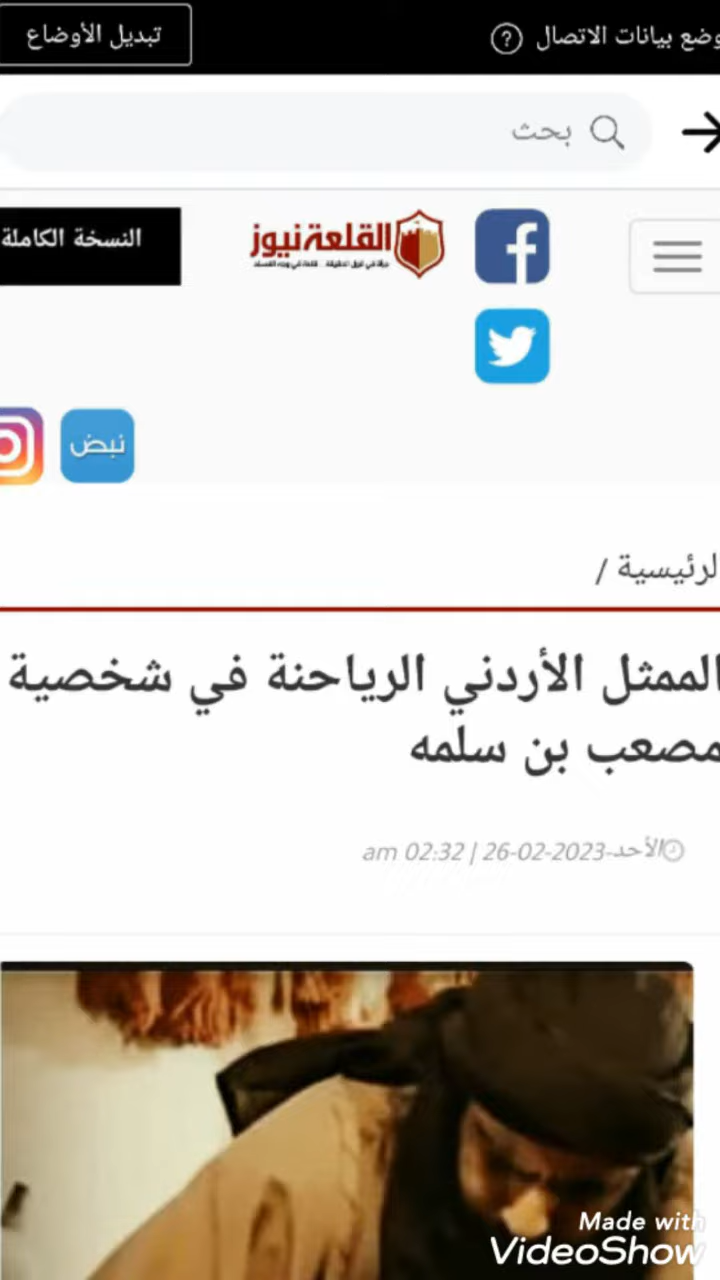 وضع بيانات الاتصال ?
تبديل الأوضاع
بحث
القلعة نيوز
النسخة الكاملة
نبض
لرئيسية /
الممثل الأردني الرياحنة في شخصية
مصعب بن سلمه
الأحد-2023-02-26 | 02:32 am
Made with
VideoShow